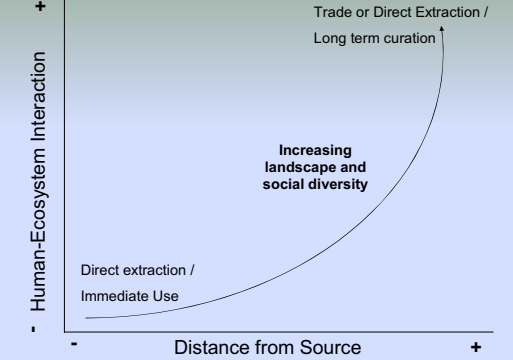 +
Trade or Direct Extraction /
Long term curation
Human-Ecosystem Interaction
Increasing
landscape and
social diversity
Direct extraction /
Immediate Use
-
-
Distance from Source
+